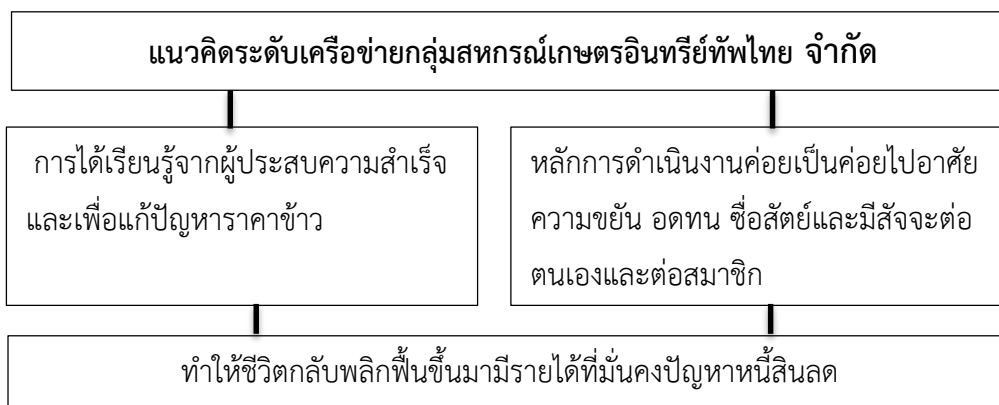 แนวคิดระดับเครือข่ายกลุ่มสหกรณ์เกษตรอินทรีย์ทัพไทย จำกัด
การได้เรียนรู้จากผู้ประสบความสำเร็จ
และเพื่อแก้ปัญหาราคาข้าว
หลักการดำเนินงานค่อยเป็นค่อยไปอาศัย
ความขยัน อดทน ซื่อสัตย์และมีสัจจะต่อ
ตนเองและต่อสมาชิก
ทำให้ชีวิตกลับพลิกฟื้นขึ้นมามีรายได้ที่มั่นคงปัญหาหนี้สินลด